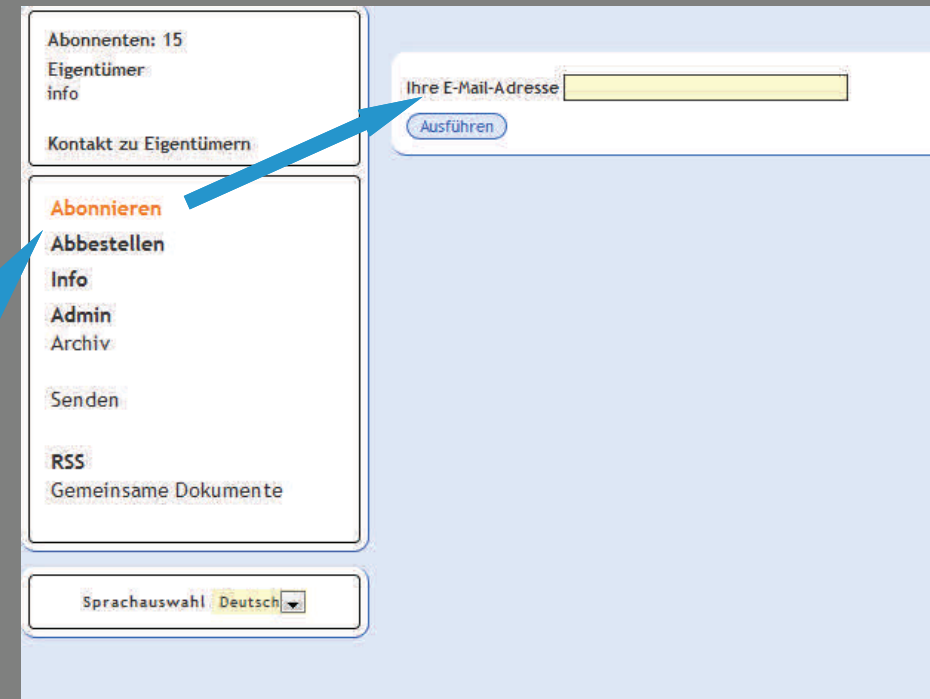 Abonnenten: 15
Eigentümer
info
Kontakt zu Eigentümern
Abonnieren
Abbestellen
Info
Admin
Archiv
Senden
RSS
Gemeinsame Dokumente
Sprachauswahl Deutsch
Ihre E-Mail-Adresse
Ausführen